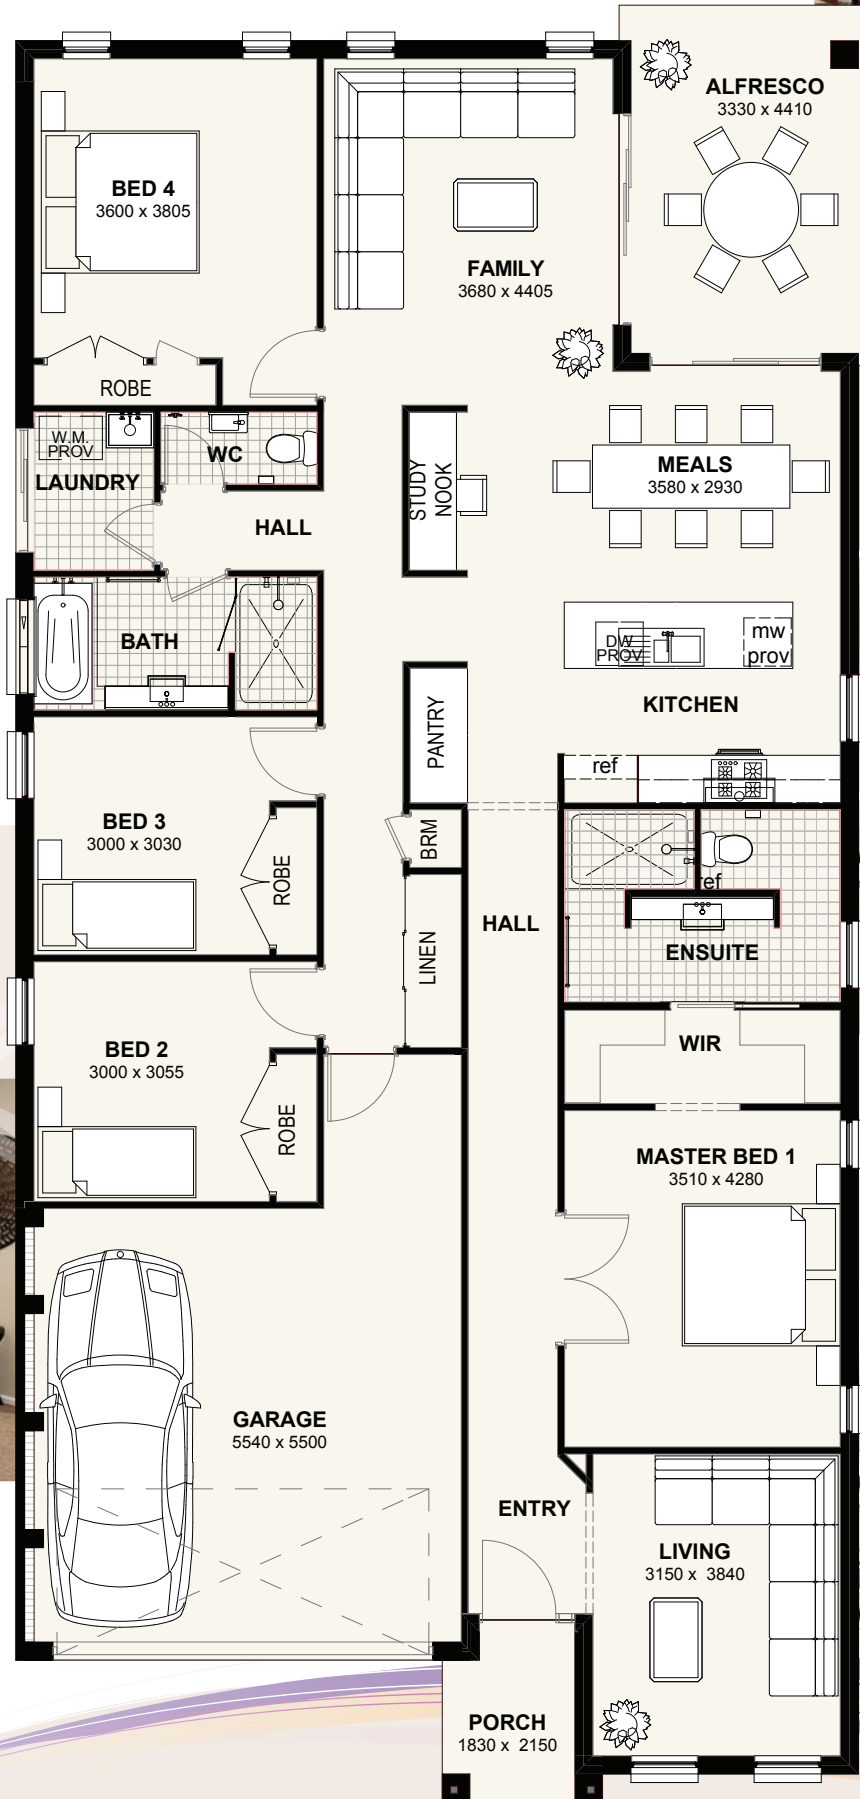 ALFRESCO
3330 x 4410
BED 4
3600 x 3805
FAMILY
3680 x 4405
ROBE
W.M.
PROV
WC
LAUNDRY
STUDY
NOOK
MEALS
3580 x 2930
HALL
BATH
DW
PROV
mw
prov
KITCHEN
PANTRY
ref
BED 3
3000 x 3030
ROBE
BRM
ref
HALL
LINEN
ENSUITE
WIR
BED 2
3000 x 3055
ROBE
MASTER BED 1
3510 x 4280
GARAGE
5540 x 5500
ENTRY
LIVING
3150 x 3840
PORCH
1830 x 2150